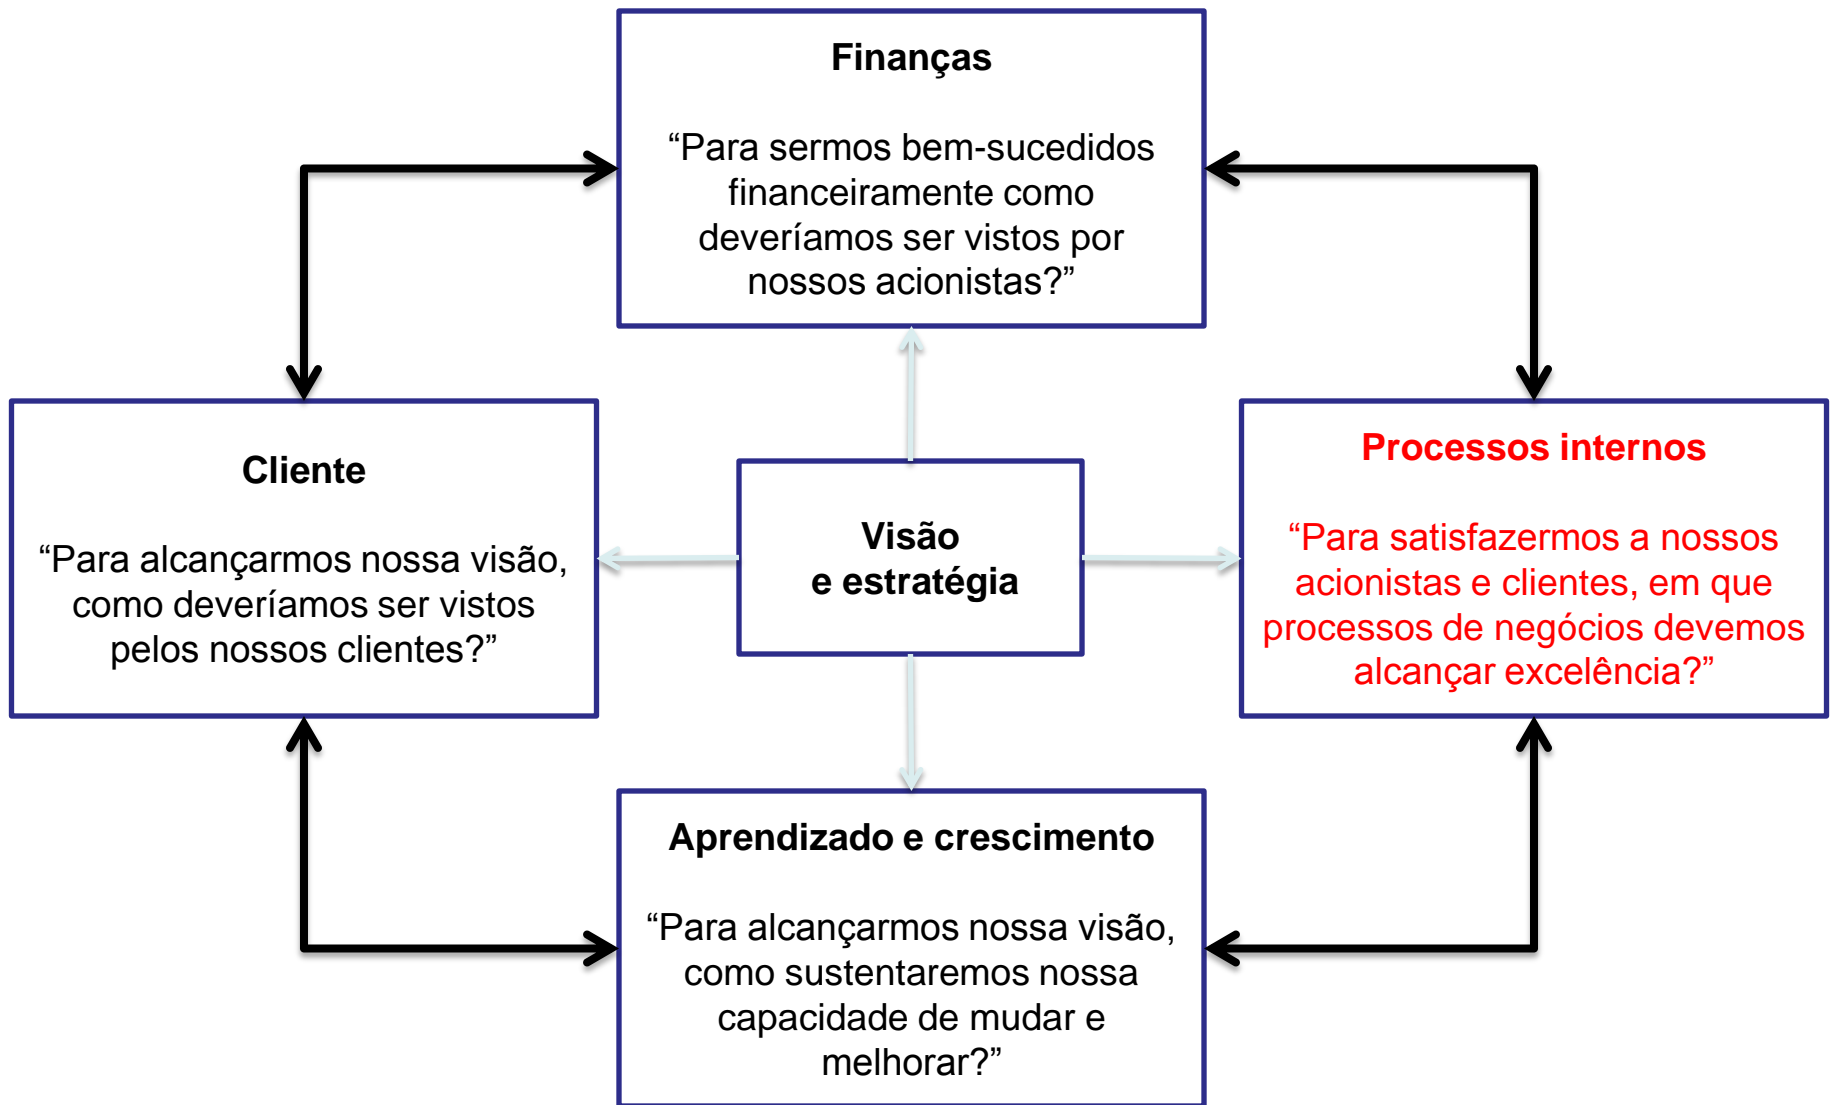 Finanças
“Para sermos bem-sucedidos
financeiramente como
deveríamos ser vistos por
nossos acionistas?”
Cliente
“Para alcançarmos nossa visão,
como deveríamos ser vistos
pelos nossos clientes?”
Visão
e estratégia
Processos internos
“Para satisfazermos a nossos
acionistas e clientes, em que
processos de negócios devemos
alcançar excelência?”
Aprendizado e crescimento
“Para alcançarmos nossa visão,
como sustentaremos nossa
capacidade de mudar e
melhorar?”